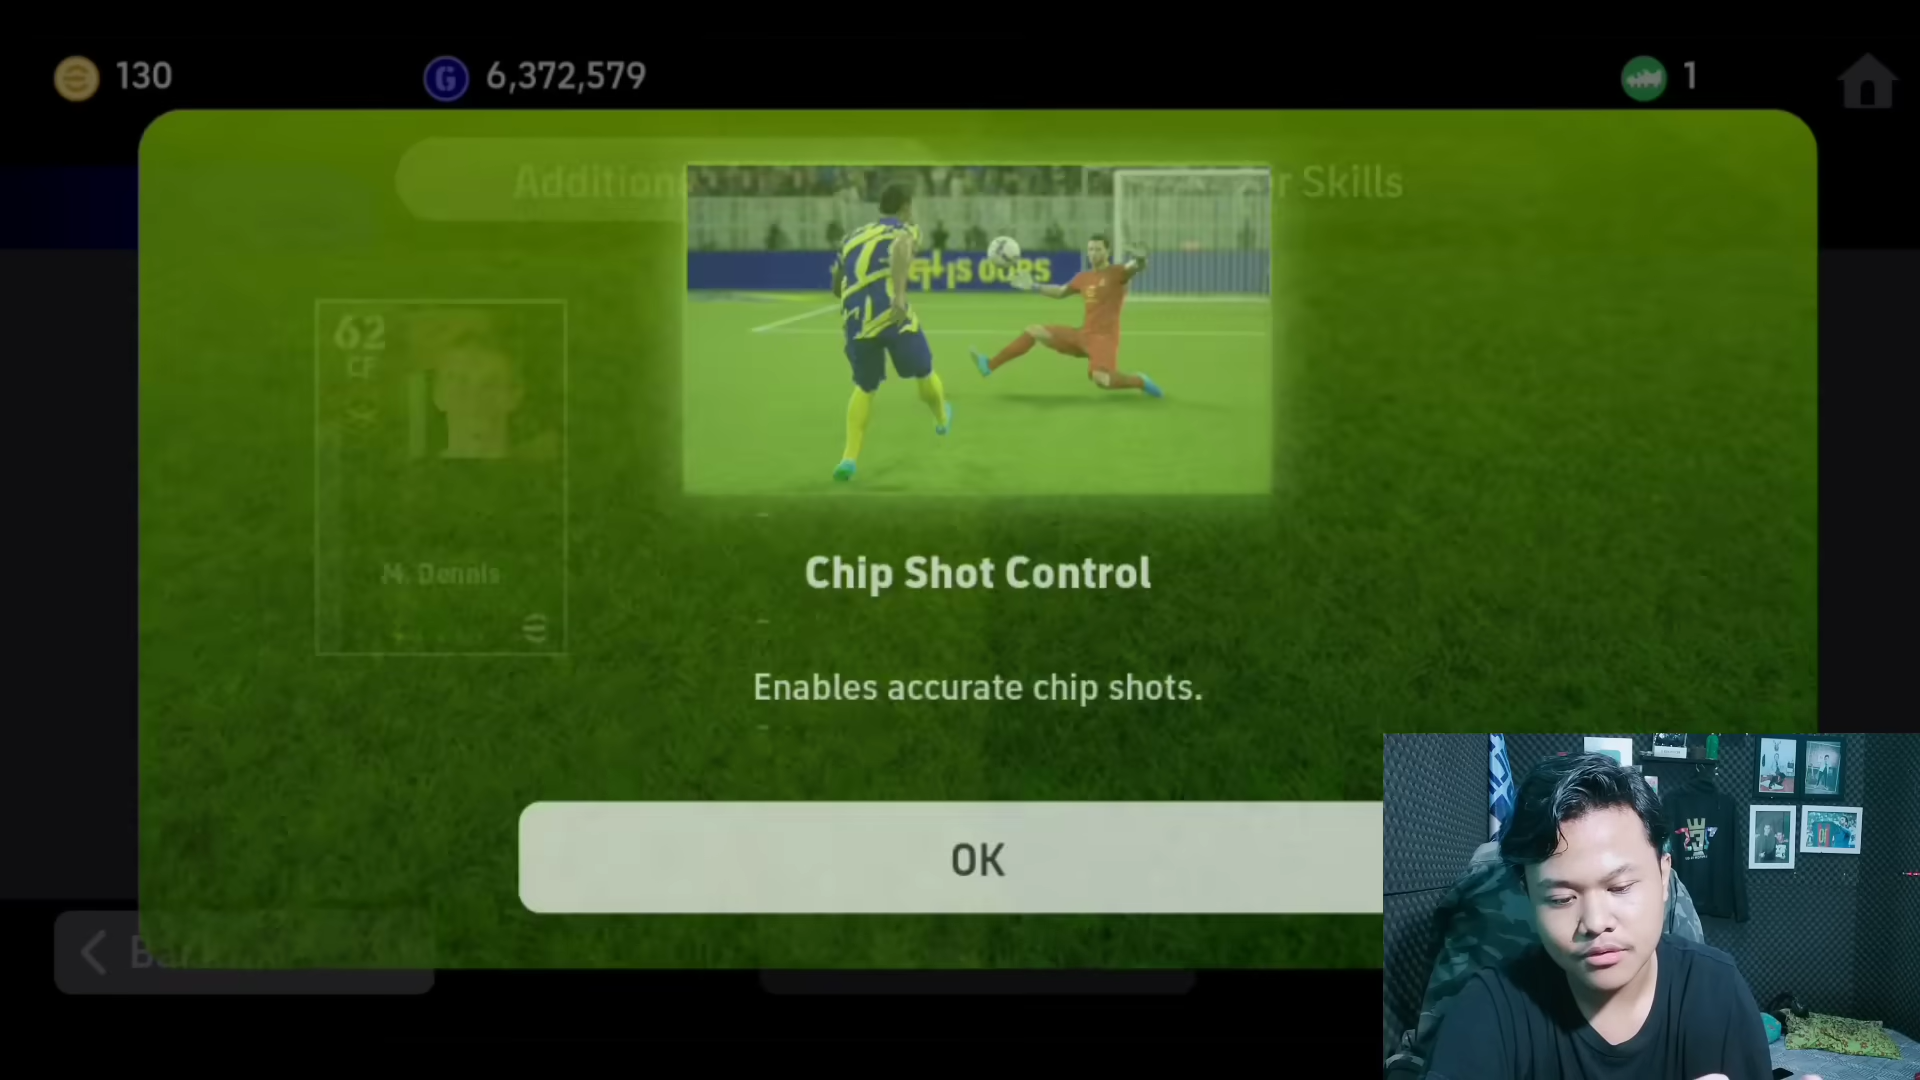 130
6,372,579
1
Skills
62
CF
M. Dennis
Chip Shot Control
Enables accurate chip shots.
OK